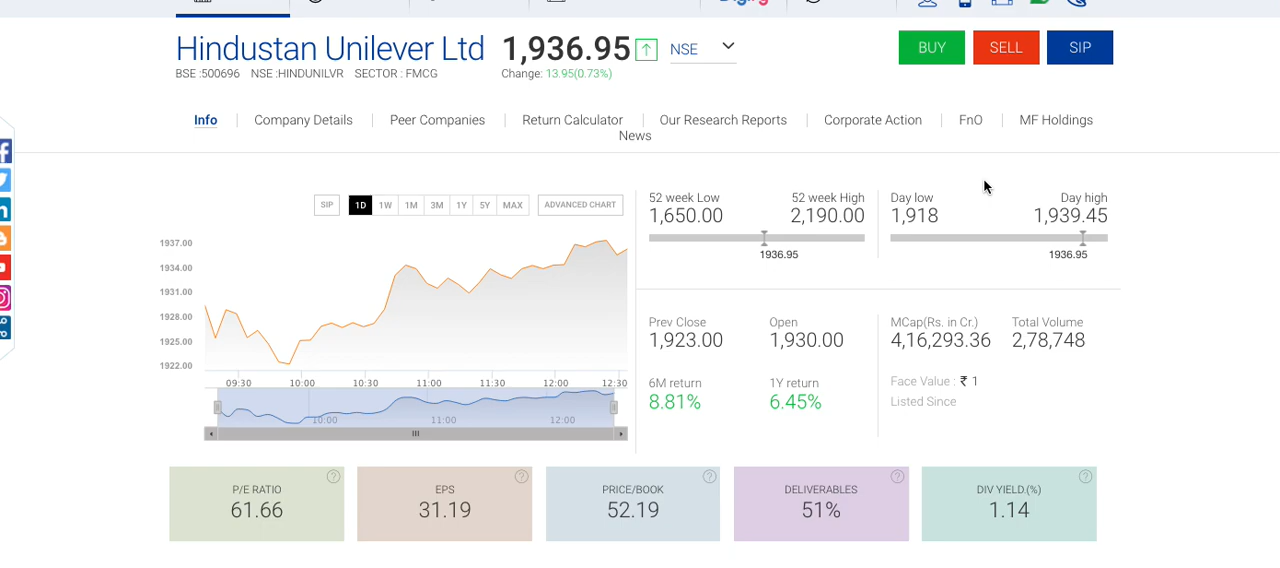 Hindustan Unilever Ltd 1,936.95 NSE
BSE :500696 NSE :HINDUNILVR SECTOR : FMCG Change: 13.95(0.73%)
BUY SELL SIP
Info Company Details Peer Companies Return Calculator Our Research Reports Corporate Action FnO MF Holdings
News
SIP 1D 1W 1M 3M 1Y 5Y MAX ADVANCED CHART
1937.00
1934.00
1931.00
1928.00
1925.00
1922.00
09:30 10:00 10:30 11:00 11:30 12:00 12:30
10:00 11:00 12:00
52 week Low 52 week High
1,650.00 2,190.00
1936.95
Day low Day high
1,918 1,939.45
1936.95
Prev Close Open
1,923.00 1,930.00
6M return 1Y return
8.81% 6.45%
MCap(Rs. in Cr.) Total Volume
4,16,293.36 2,78,748
Face Value : ₹ 1
Listed Since
P/E RATIO
61.66
EPS
31.19
PRICE/BOOK
52.19
DELIVERABLES
51%
DIV YIELD.(%)
1.14